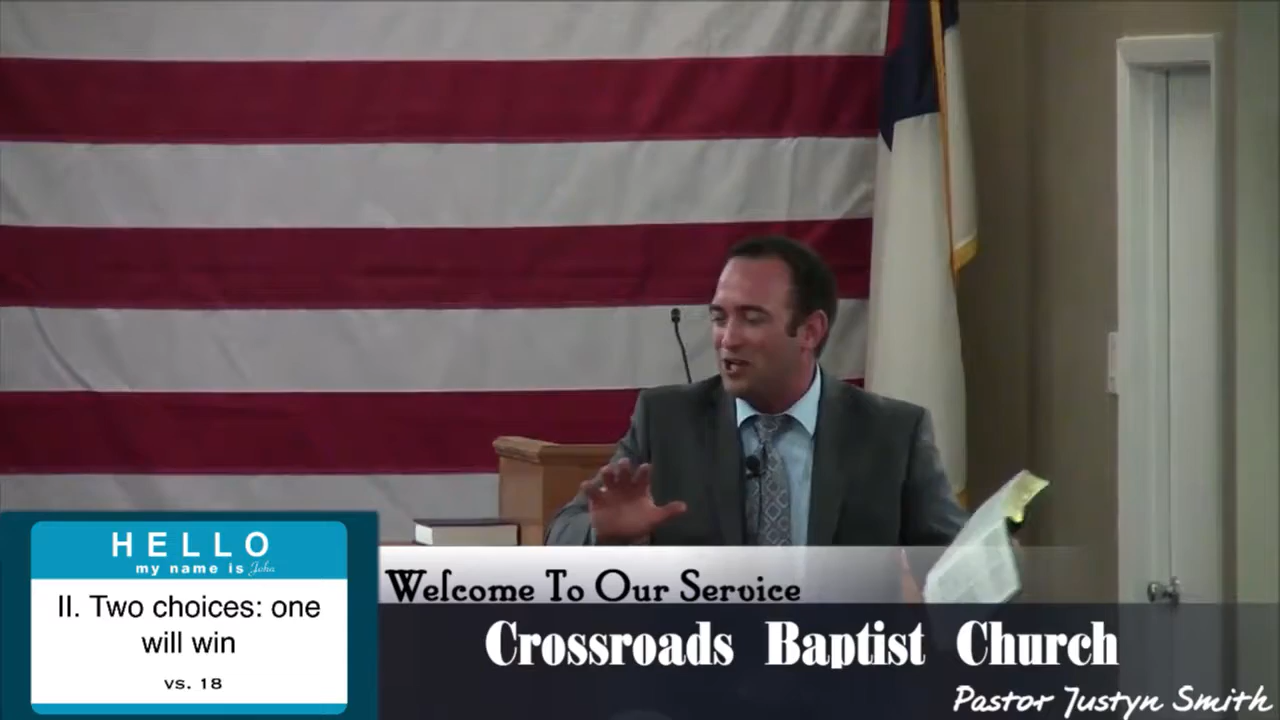 HELLO
my name is John
II. Two choices: one
will win
vs. 18
Welcome To Our Service
Crossroads Baptist Church
Pastor Justyn Smith